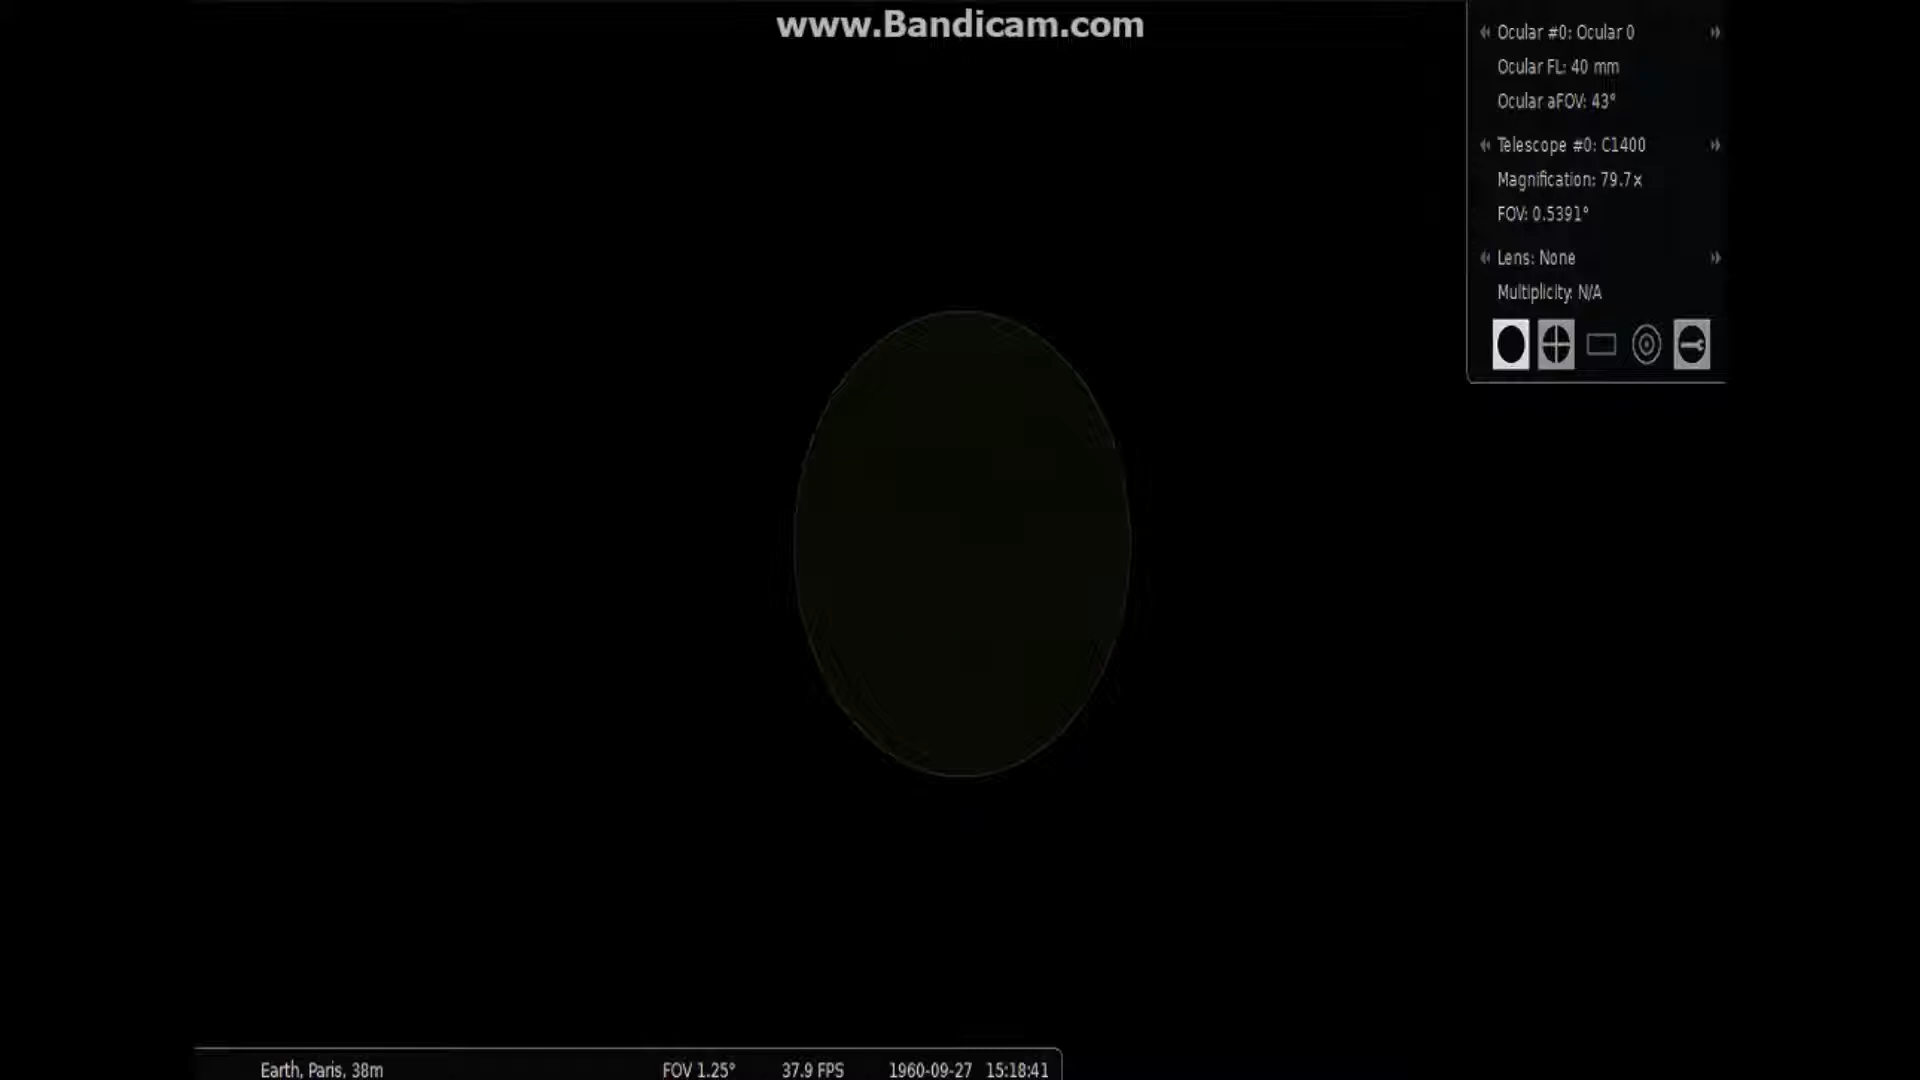 www.Bandicam.com
Ocular #0: Ocular 0
Ocular FL: 40 mm
Ocular aFOV: 43°
Telescope #0: C1400
Magnification: 79.7x
FOV: 0.5391°
Lens: None
Multiplicity: N/A
Earth, Paris, 38m FOV 1.25° 37.9 FPS 1960-09-27 15:18:41